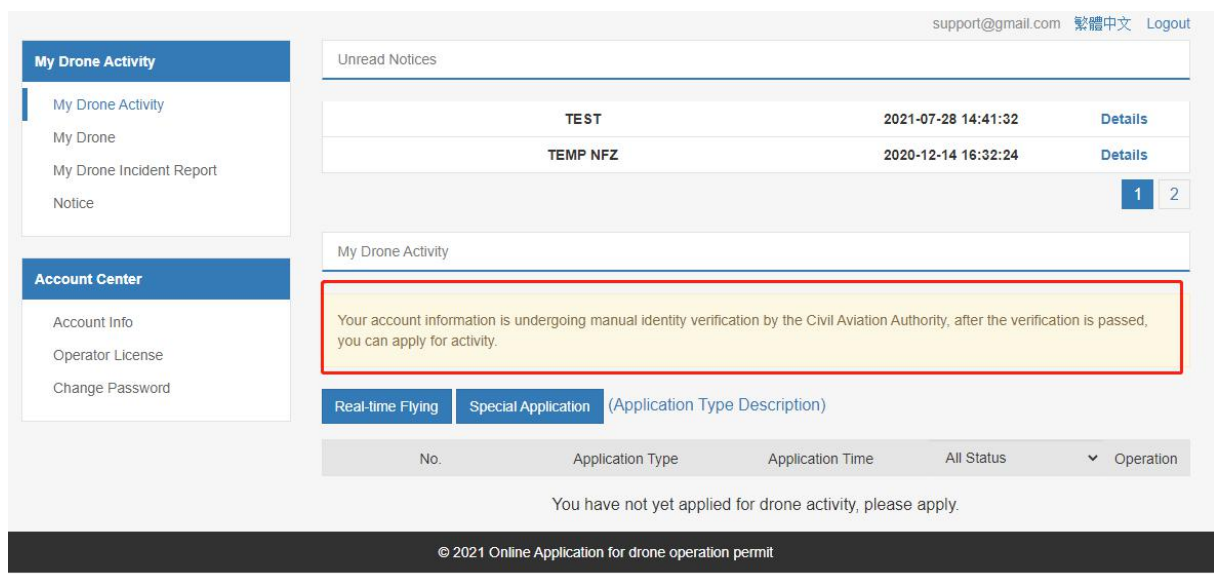 support@gmail.com 繁體中文 Logout
My Drone Activity
My Drone Activity
My Drone
My Drone Incident Report
Notice
Account Center
Account Info
Operator License
Change Password
Unread Notices
TEST 2021-07-28 14:41:32 Details
TEMP NFZ 2020-12-14 16:32:24 Details
1 2
My Drone Activity
Your account information is undergoing manual identity verification by the Civil Aviation Authority, after the verification is passed,
you can apply for activity.
Real-time Flying Special Application (Application Type Description)
No. Application Type Application Time All Status Operation
You have not yet applied for drone activity, please apply.
© 2021 Online Application for drone operation permit